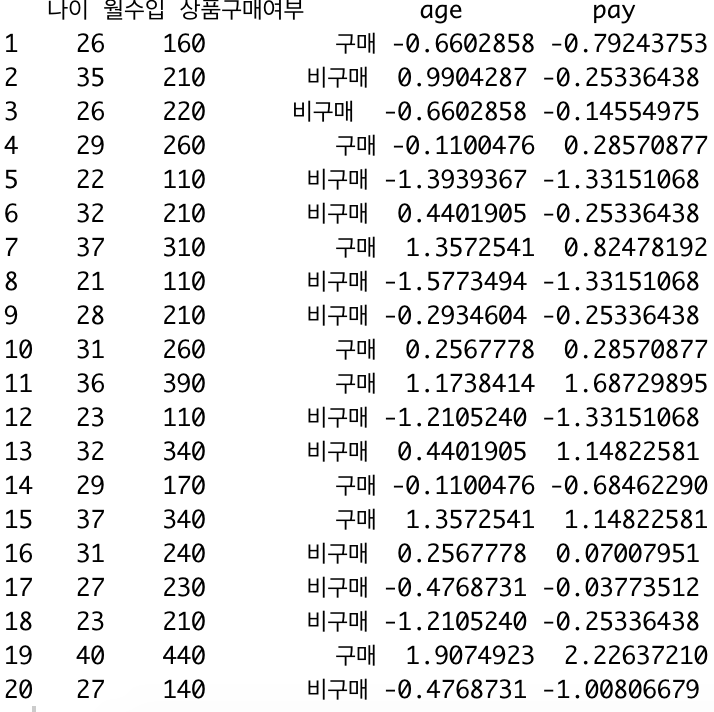 나이 월수입 상품구매여부 age pay
1 26 160 구매 -0.6602858 -0.79243753
2 35 210 비구매 0.9904287 -0.25336438
3 26 220 비구매 -0.6602858 -0.14554975
4 29 260 구매 -0.1100476 0.28570877
5 22 110 비구매 -1.3939367 -1.33151068
6 32 210 비구매 0.4401905 -0.25336438
7 37 310 구매 1.3572541 0.82478192
8 21 110 비구매 -1.5773494 -1.33151068
9 28 210 비구매 -0.2934604 -0.25336438
10 31 260 구매 0.2567778 0.28570877
11 36 390 구매 1.1738414 1.68729895
12 23 110 비구매 -1.2105240 -1.33151068
13 32 340 비구매 0.4401905 1.14822581
14 29 170 구매 -0.1100476 -0.68462290
15 37 340 구매 1.3572541 1.14822581
16 31 240 비구매 0.2567778 0.07007951
17 27 230 비구매 -0.4768731 -0.03773512
18 23 210 비구매 -1.2105240 -0.25336438
19 40 440 구매 1.9074923 2.22637210
20 27 140 비구매 -0.4768731 -1.00806679